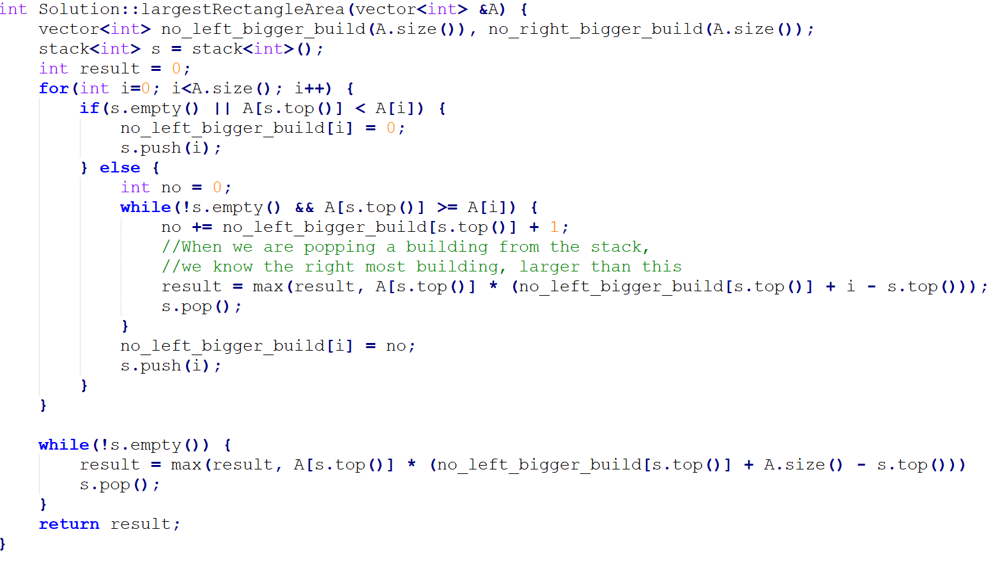 int Solution::largestRectangleArea(vector<int> &A) {
    vector<int> no_left_bigger_build(A.size()), no_right_bigger_build(A.size());
    stack<int> s = stack<int>();
    int result = 0;
    for(int i=0; i<A.size(); i++) {
        if(s.empty() || A[s.top()] < A[i]) {
            no_left_bigger_build[i] = 0;
            s.push(i);
        } else {
            int no = 0;
            while(!s.empty() && A[s.top()] >= A[i]) {
                no += no_left_bigger_build[s.top()] + 1;
                //When we are popping a building from the stack,
                //we know the right most building, larger than this
                result = max(result, A[s.top()] * (no_left_bigger_build[s.top()] + i - s.top()));
                s.pop();
            }
            no_left_bigger_build[i] = no;
            s.push(i);
        }
    }

    while(!s.empty()) {
        result = max(result, A[s.top()] * (no_left_bigger_build[s.top()] + A.size() - s.top()))
        s.pop();
    }
    return result;
}